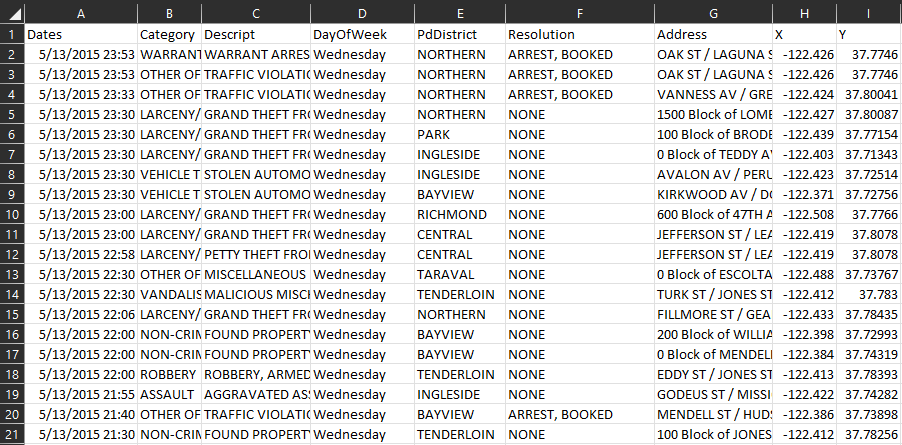 A B C D E F G H I
1 Dates Category Descript DayOfWeek PdDistrict Resolution Address X Y
2 5/13/2015 23:53 WARRANT WARRANT ARRES Wednesday NORTHERN ARREST, BOOKED OAK ST / LAGUNA S -122.426 37.7746
3 5/13/2015 23:53 OTHER OF TRAFFIC VIOLATIO Wednesday NORTHERN ARREST, BOOKED OAK ST / LAGUNA S -122.426 37.7746
4 5/13/2015 23:33 OTHER OF TRAFFIC VIOLATIO Wednesday NORTHERN ARREST, BOOKED VANNESS AV / GRE -122.424 37.80041
5 5/13/2015 23:30 LARCENY/ GRAND THEFT FRO Wednesday NORTHERN NONE 1500 Block of LOMB -122.427 37.80087
6 5/13/2015 23:30 LARCENY/ GRAND THEFT FRO Wednesday PARK NONE 100 Block of BRODE -122.439 37.77154
7 5/13/2015 23:30 LARCENY/ GRAND THEFT FRO Wednesday INGLESIDE NONE 0 Block of TEDDY AV -122.403 37.71343
8 5/13/2015 23:30 VEHICLE T STOLEN AUTOMO Wednesday INGLESIDE NONE AVALON AV / PERU -122.423 37.72514
9 5/13/2015 23:30 VEHICLE T STOLEN AUTOMO Wednesday BAYVIEW NONE KIRKWOOD AV / DO -122.371 37.72756
10 5/13/2015 23:00 LARCENY/ GRAND THEFT FRO Wednesday RICHMOND NONE 600 Block of 47TH A -122.508 37.7766
11 5/13/2015 23:00 LARCENY/ GRAND THEFT FRO Wednesday CENTRAL NONE JEFFERSON ST / LEA -122.419 37.8078
12 5/13/2015 22:58 LARCENY/ PETTY THEFT FROM Wednesday CENTRAL NONE JEFFERSON ST / LEA -122.419 37.8078
13 5/13/2015 22:30 OTHER OF MISCELLANEOUS Wednesday TARAVAL NONE 0 Block of ESCOLTA -122.488 37.73767
14 5/13/2015 22:30 VANDALIS MALICIOUS MISCH Wednesday TENDERLOIN NONE TURK ST / JONES ST -122.412 37.783
15 5/13/2015 22:06 LARCENY/ GRAND THEFT FRO Wednesday NORTHERN NONE FILLMORE ST / GEA -122.433 37.78435
16 5/13/2015 22:00 NON-CRIM FOUND PROPERTY Wednesday BAYVIEW NONE 200 Block of WILLIA -122.398 37.72993
17 5/13/2015 22:00 NON-CRIM FOUND PROPERTY Wednesday BAYVIEW NONE 0 Block of MENDELL -122.384 37.74319
18 5/13/2015 22:00 ROBBERY ROBBERY, ARMED Wednesday TENDERLOIN NONE EDDY ST / JONES ST -122.413 37.78393
19 5/13/2015 21:55 ASSAULT AGGRAVATED ASS Wednesday INGLESIDE NONE GODEUS ST / MISSI -122.422 37.74282
20 5/13/2015 21:40 OTHER OF TRAFFIC VIOLATIO Wednesday BAYVIEW ARREST, BOOKED MENDELL ST / HUDS -122.386 37.73898
21 5/13/2015 21:30 NON-CRIM FOUND PROPERTY Wednesday TENDERLOIN NONE 100 Block of JONES -122.412 37.78256